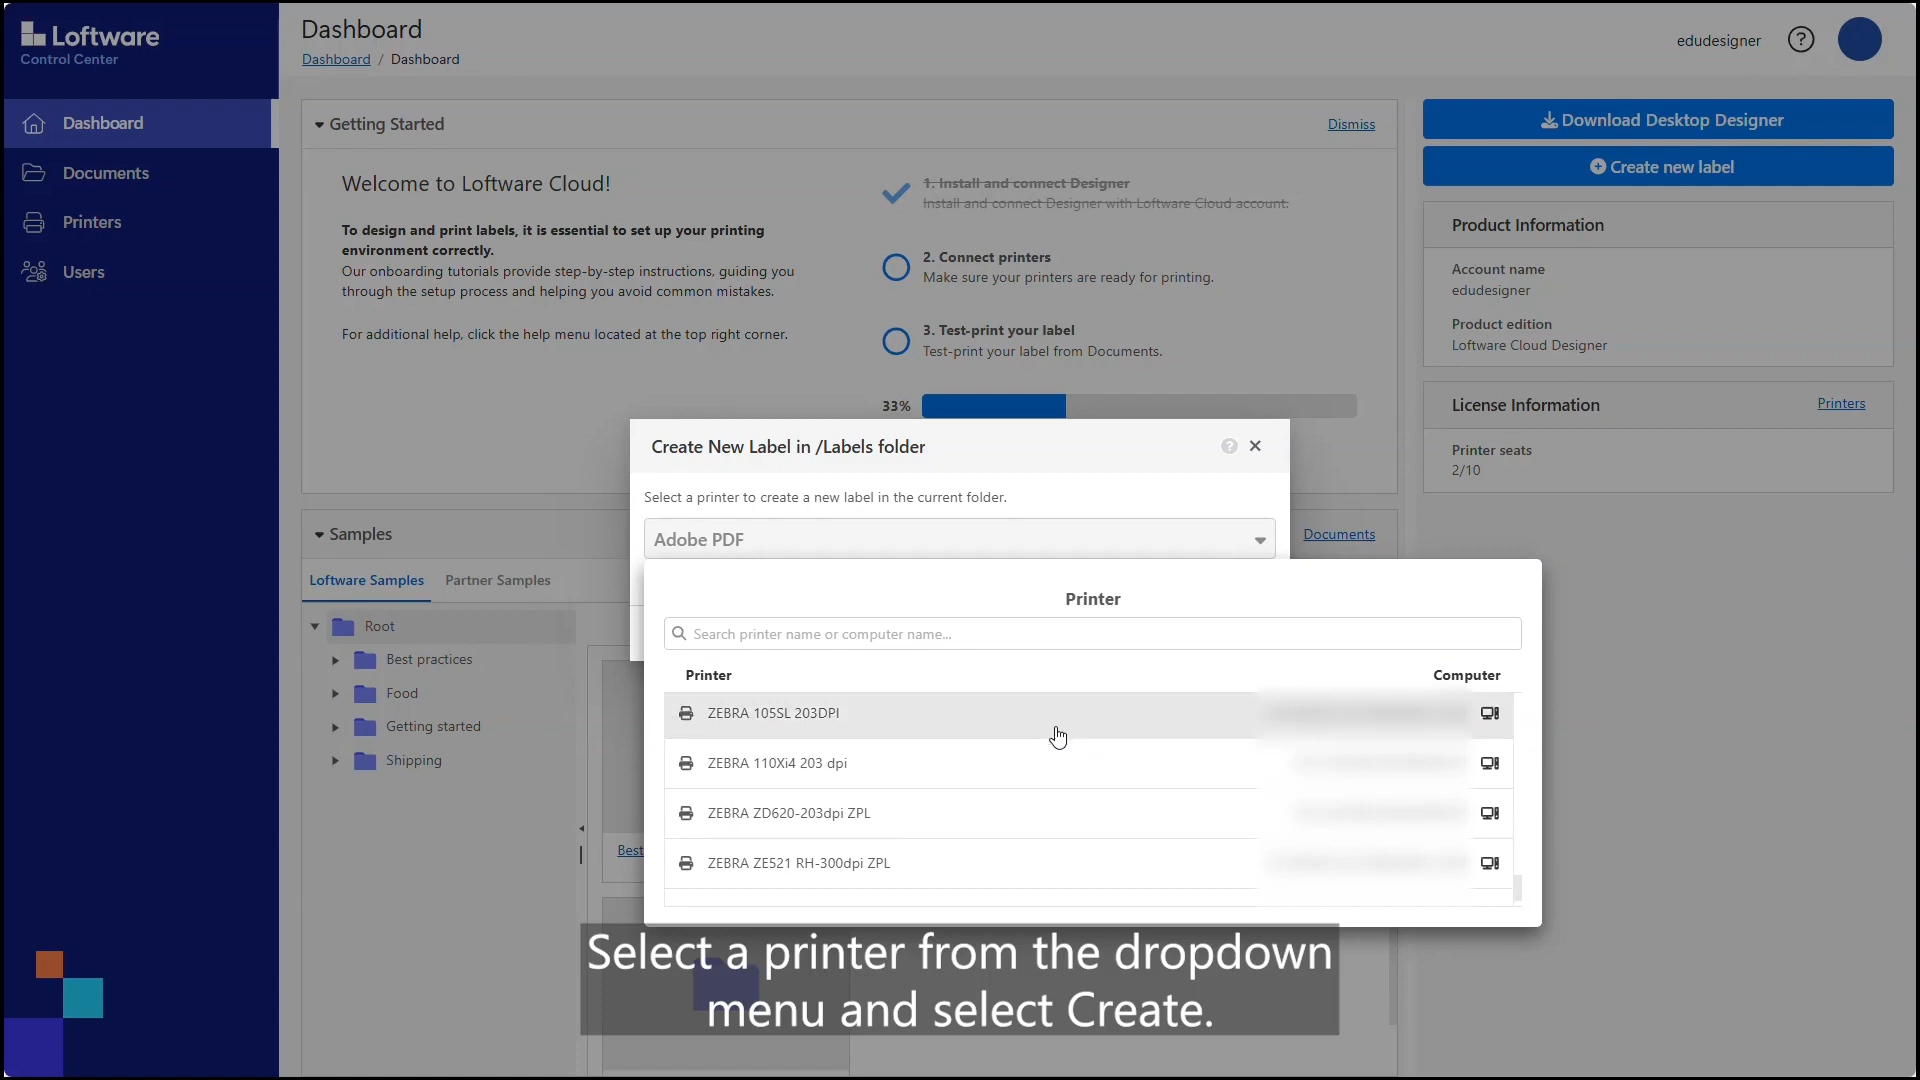 Loftware
Control Center
Dashboard
Documents
Printers
Users
Dashboard
Dashboard / Dashboard
edudesigner
Getting Started
Dismiss
Welcome to Loftware Cloud!
To design and print labels, it is essential to set up your printing
environment correctly.
Our onboarding tutorials provide step-by-step instructions, guiding you
through the setup process and helping you avoid common mistakes.
For additional help, click the help menu located at the top right corner.
1. Install and connect Designer
Install and connect Designer with Loftware Cloud account.
2. Connect printers
Make sure your printers are ready for printing.
3. Test-print your label
Test-print your label from Documents.
33%
Download Desktop Designer
Create new label
Product Information
Account name
edudesigner
Product edition
Loftware Cloud Designer
License Information
Printers
Printer seats
2/10
Samples
Documents
Loftware Samples
Partner Samples
Root
Best practices
Food
Getting started
Shipping
Best
Create New Label in /Labels folder
Select a printer to create a new label in the current folder.
Adobe PDF
Printer
Search printer name or computer name...
Printer Computer
ZEBRA 105SL 203DPI
ZEBRA 110Xi4 203 dpi
ZEBRA ZD620-203dpi ZPL
ZEBRA ZE521 RH-300dpi ZPL
Select a printer from the dropdown
menu and select Create.